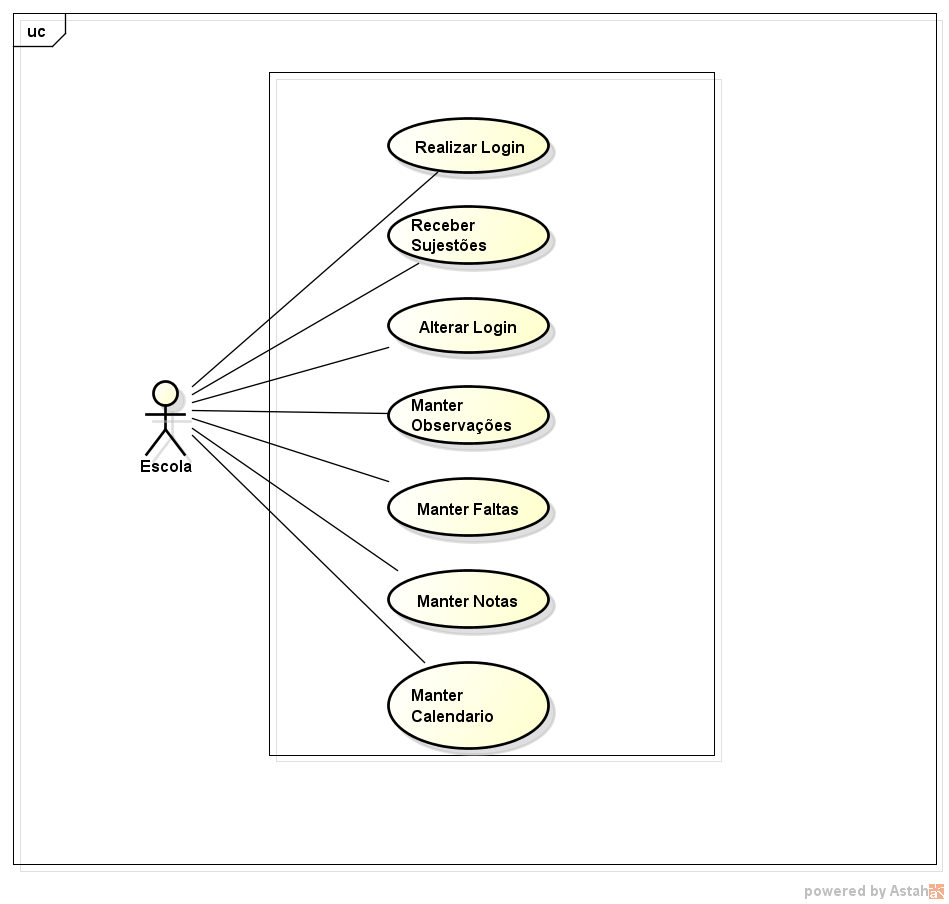 uc
Realizar Login
Receber
Sujestões
Alterar Login
Manter
Observações
Escola
Manter Faltas
Manter Notas
Manter
Calendario
powered by Astah